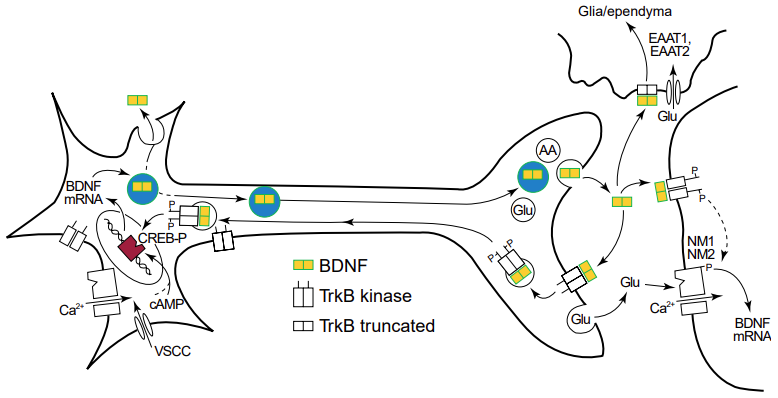 Glia/ependyma
EAAT1,
EAAT2
Glu
AA
Glu
BDNF
mRNA
P
P
CREB-P
Ca2+
cAMP
VSCC
BDNF
TrkB kinase
TrkB truncated
P
P
P
P
Glu
Glu
NM1
NM2
P
Ca2+
BDNF
mRNA